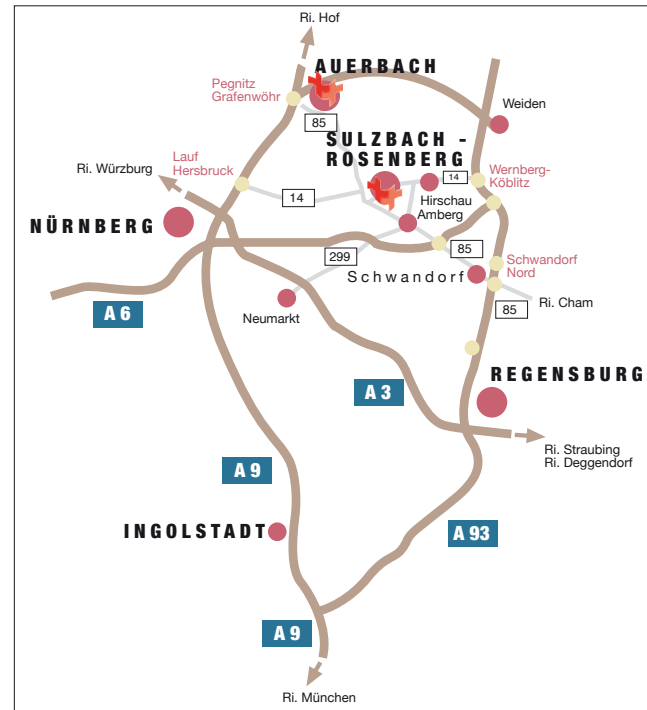 Ri. Hof
AUERBACH
Pegnitz
Grafenwöhr
85
Weiden
SULZBACH -
ROSENBERG
Lauf
Hersbruck
Ri. Würzburg
14
14
Wernberg-
Köblitz
Hirschau
Amberg
NÜRNBERG
299
85
Schwandorf
Schwandorf
Nord
A 6
Neumarkt
85
Ri. Cham
REGENSBURG
A 3
Ri. Straubing
Ri. Deggendorf
A 9
INGOLSTADT
A 93
A 9
Ri. München